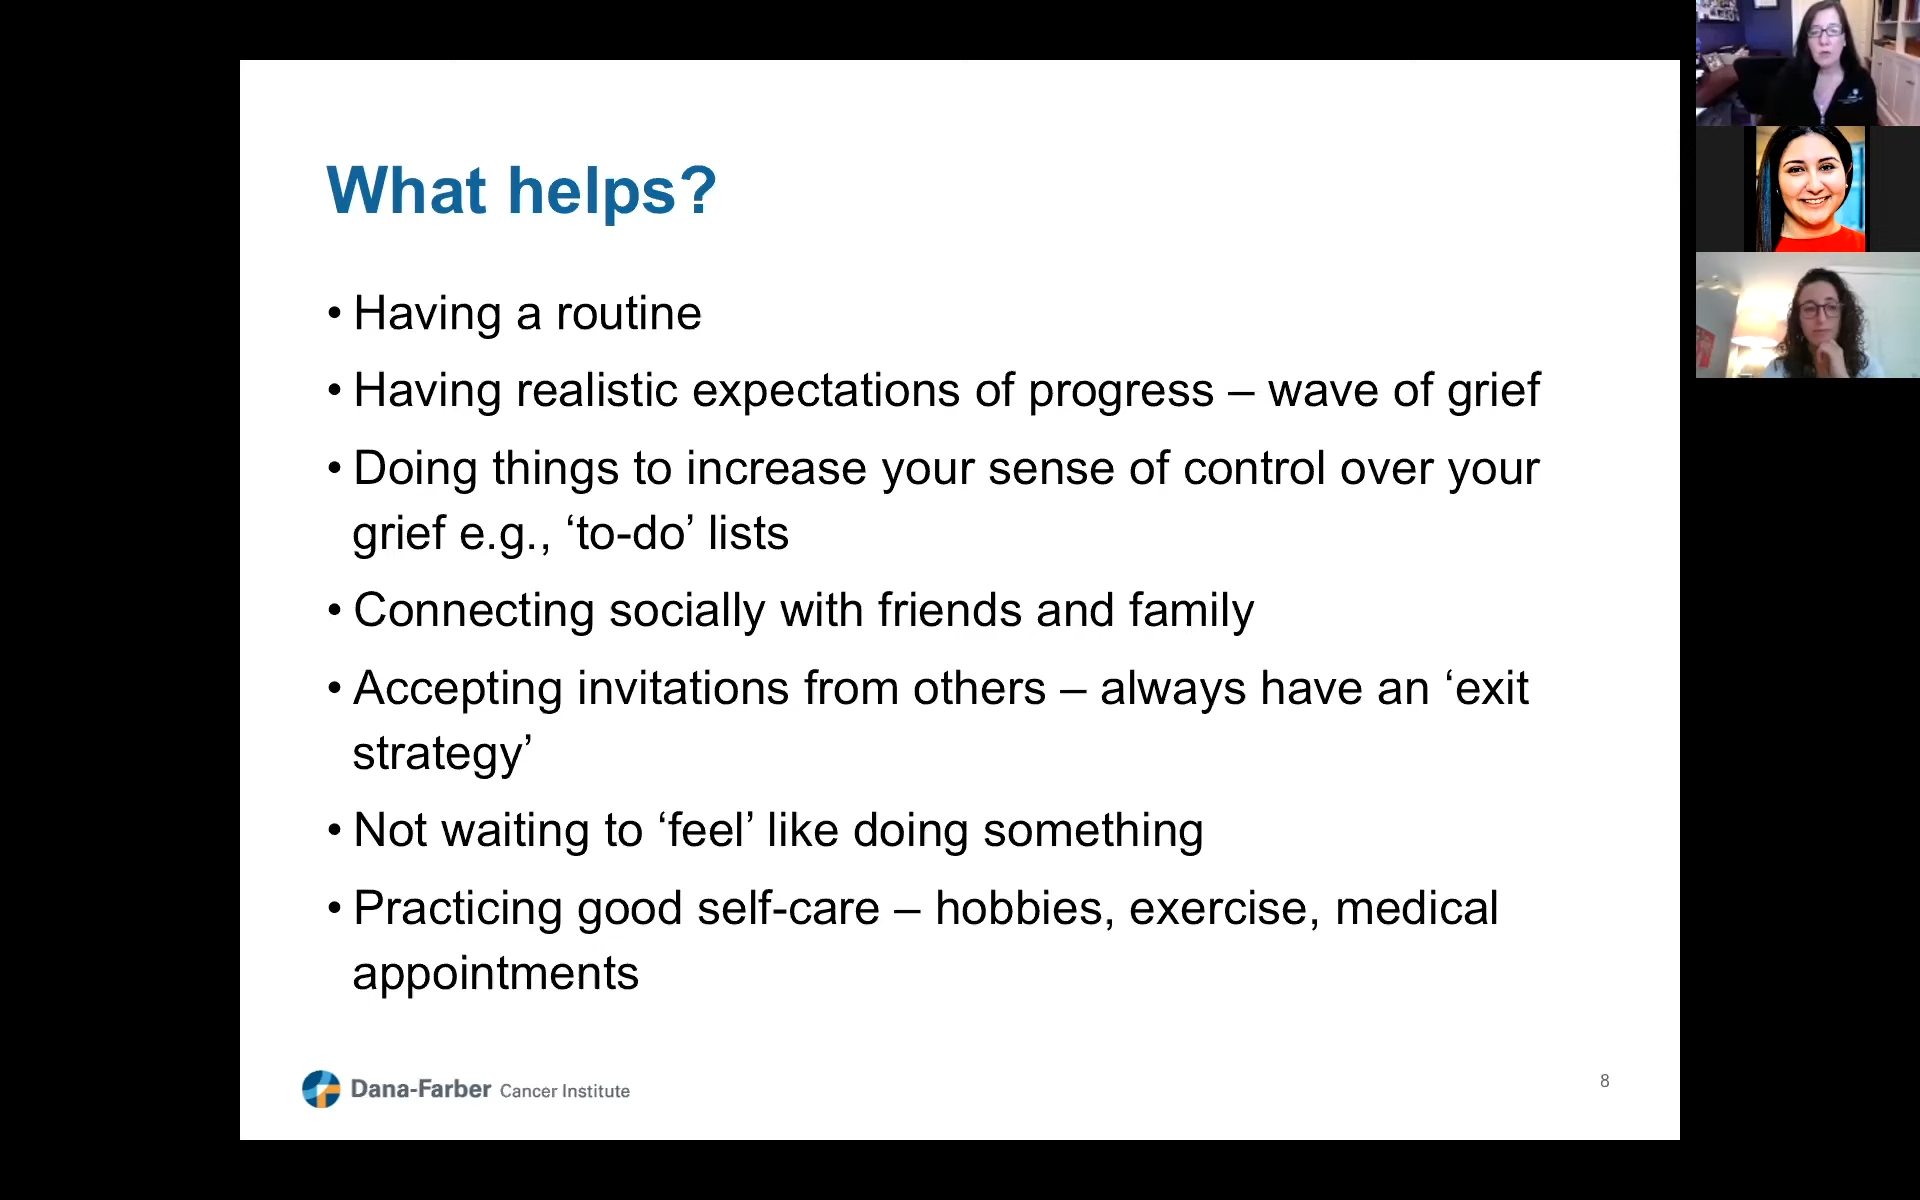 What helps?
• Having a routine
• Having realistic expectations of progress – wave of grief
• Doing things to increase your sense of control over your
grief e.g., ‘to-do’ lists
• Connecting socially with friends and family
• Accepting invitations from others – always have an ‘exit
strategy’
• Not waiting to ‘feel’ like doing something
• Practicing good self-care – hobbies, exercise, medical
appointments
Dana-Farber Cancer Institute
8